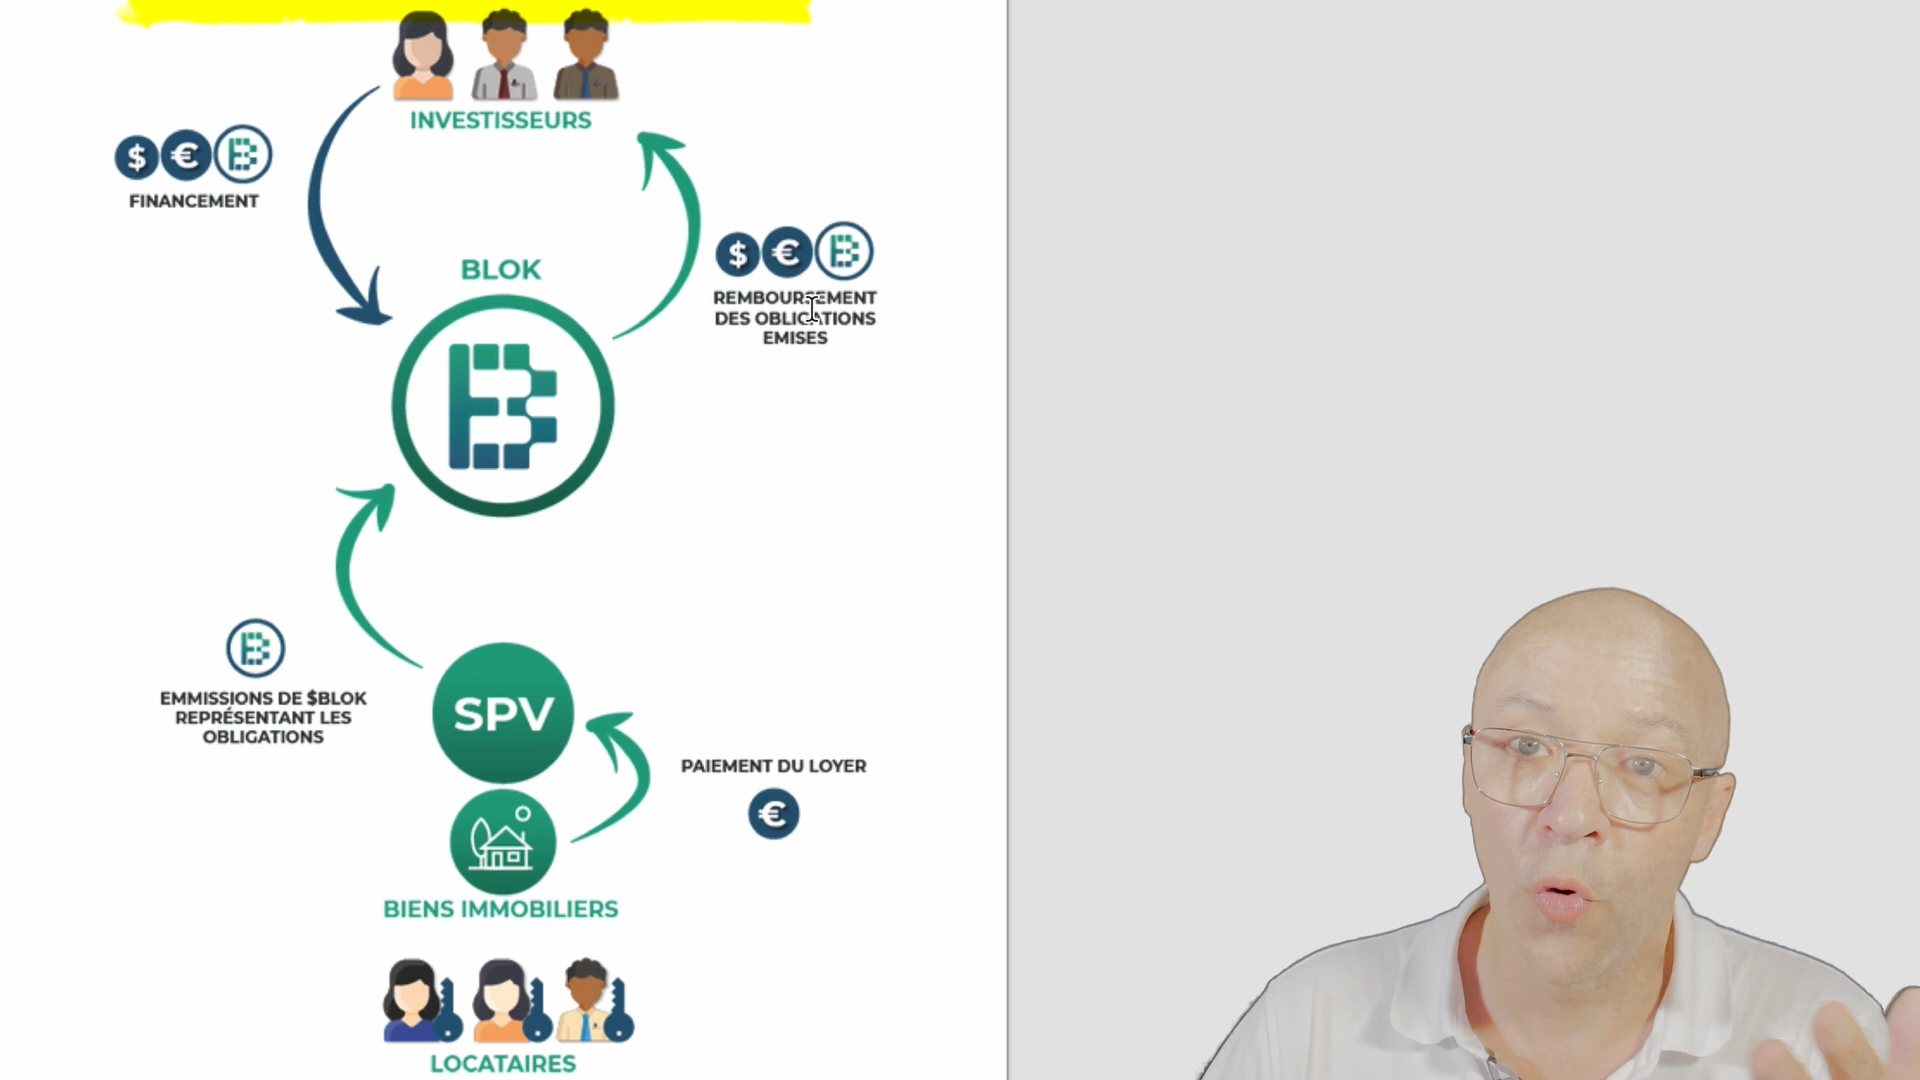 INVESTISSEURS
$ €
FINANCEMENT
BLOK
$ €
REMBOURSEMENT
DES OBLIGATIONS
EMISES
EMMISSIONS DE $BLOK
REPRÉSENTANT LES
OBLIGATIONS
SPV
PAIEMENT DU LOYER
€
BIENS IMMOBILIERS
LOCATAIRES